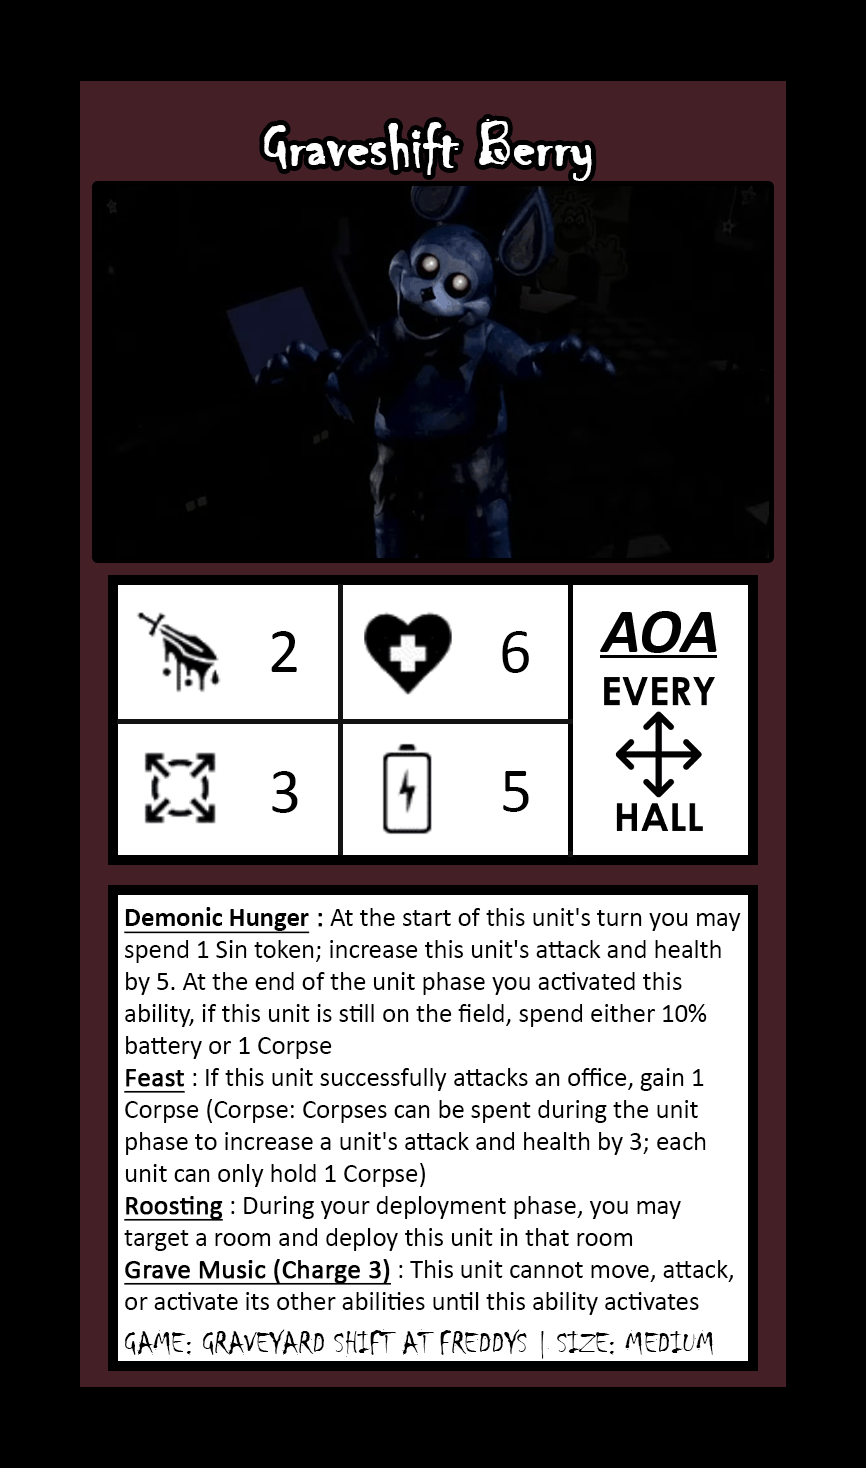 Graveshift Berry
2
6
AOA
EVERY
HALL
3
5
Demonic Hunger : At the start of this unit's turn you may
spend 1 Sin token; increase this unit's attack and health
by 5. At the end of the unit phase you activated this
ability, if this unit is still on the field, spend either 10%
battery or 1 Corpse
Feast : If this unit successfully attacks an office, gain 1
Corpse (Corpse: Corpses can be spent during the unit
phase to increase a unit's attack and health by 3; each
unit can only hold 1 Corpse)
Roosting : During your deployment phase, you may
target a room and deploy this unit in that room
Grave Music (Charge 3) : This unit cannot move, attack,
or activate its other abilities until this ability activates
GAME: GRAVEYARD SHIFT AT FREDDYS | SIZE: MEDIUM